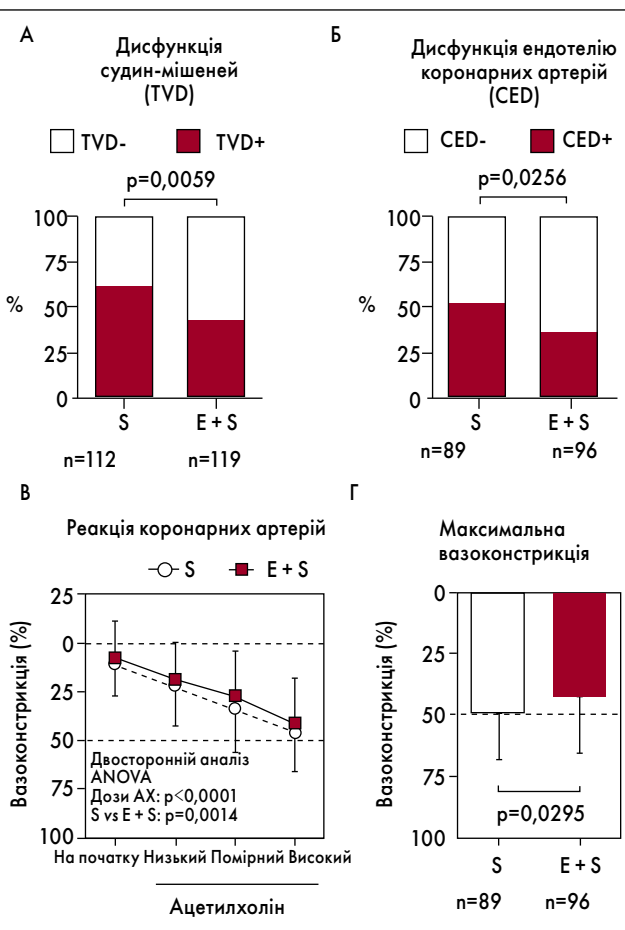 А
Дисфункція
судин-мішеней
(TVD)
TVD- TVD+
p=0,0059
100
75
%
50
25
0
S E + S
n=112 n=119
Б
Дисфункція ендотелію
коронарних артерій
(CED)
CED- CED+
p=0,0256
100
75
%
50
25
0
S E + S
n=89 n=96
В
Реакція коронарних артерій
S E + S
Вазоконстрикція (%)
25
0
25
50
75
100
Двосторонній аналіз
ANOVA
Дози АХ: p<0,0001
S vs E + S: p=0,0014
На початку Низький Помірний Високий
Ацетилхолін
Г
Максимальна
вазоконстрикція
Вазоконстрикція (%)
0
25
50
75
100
p=0,0295
S E + S
n=89 n=96